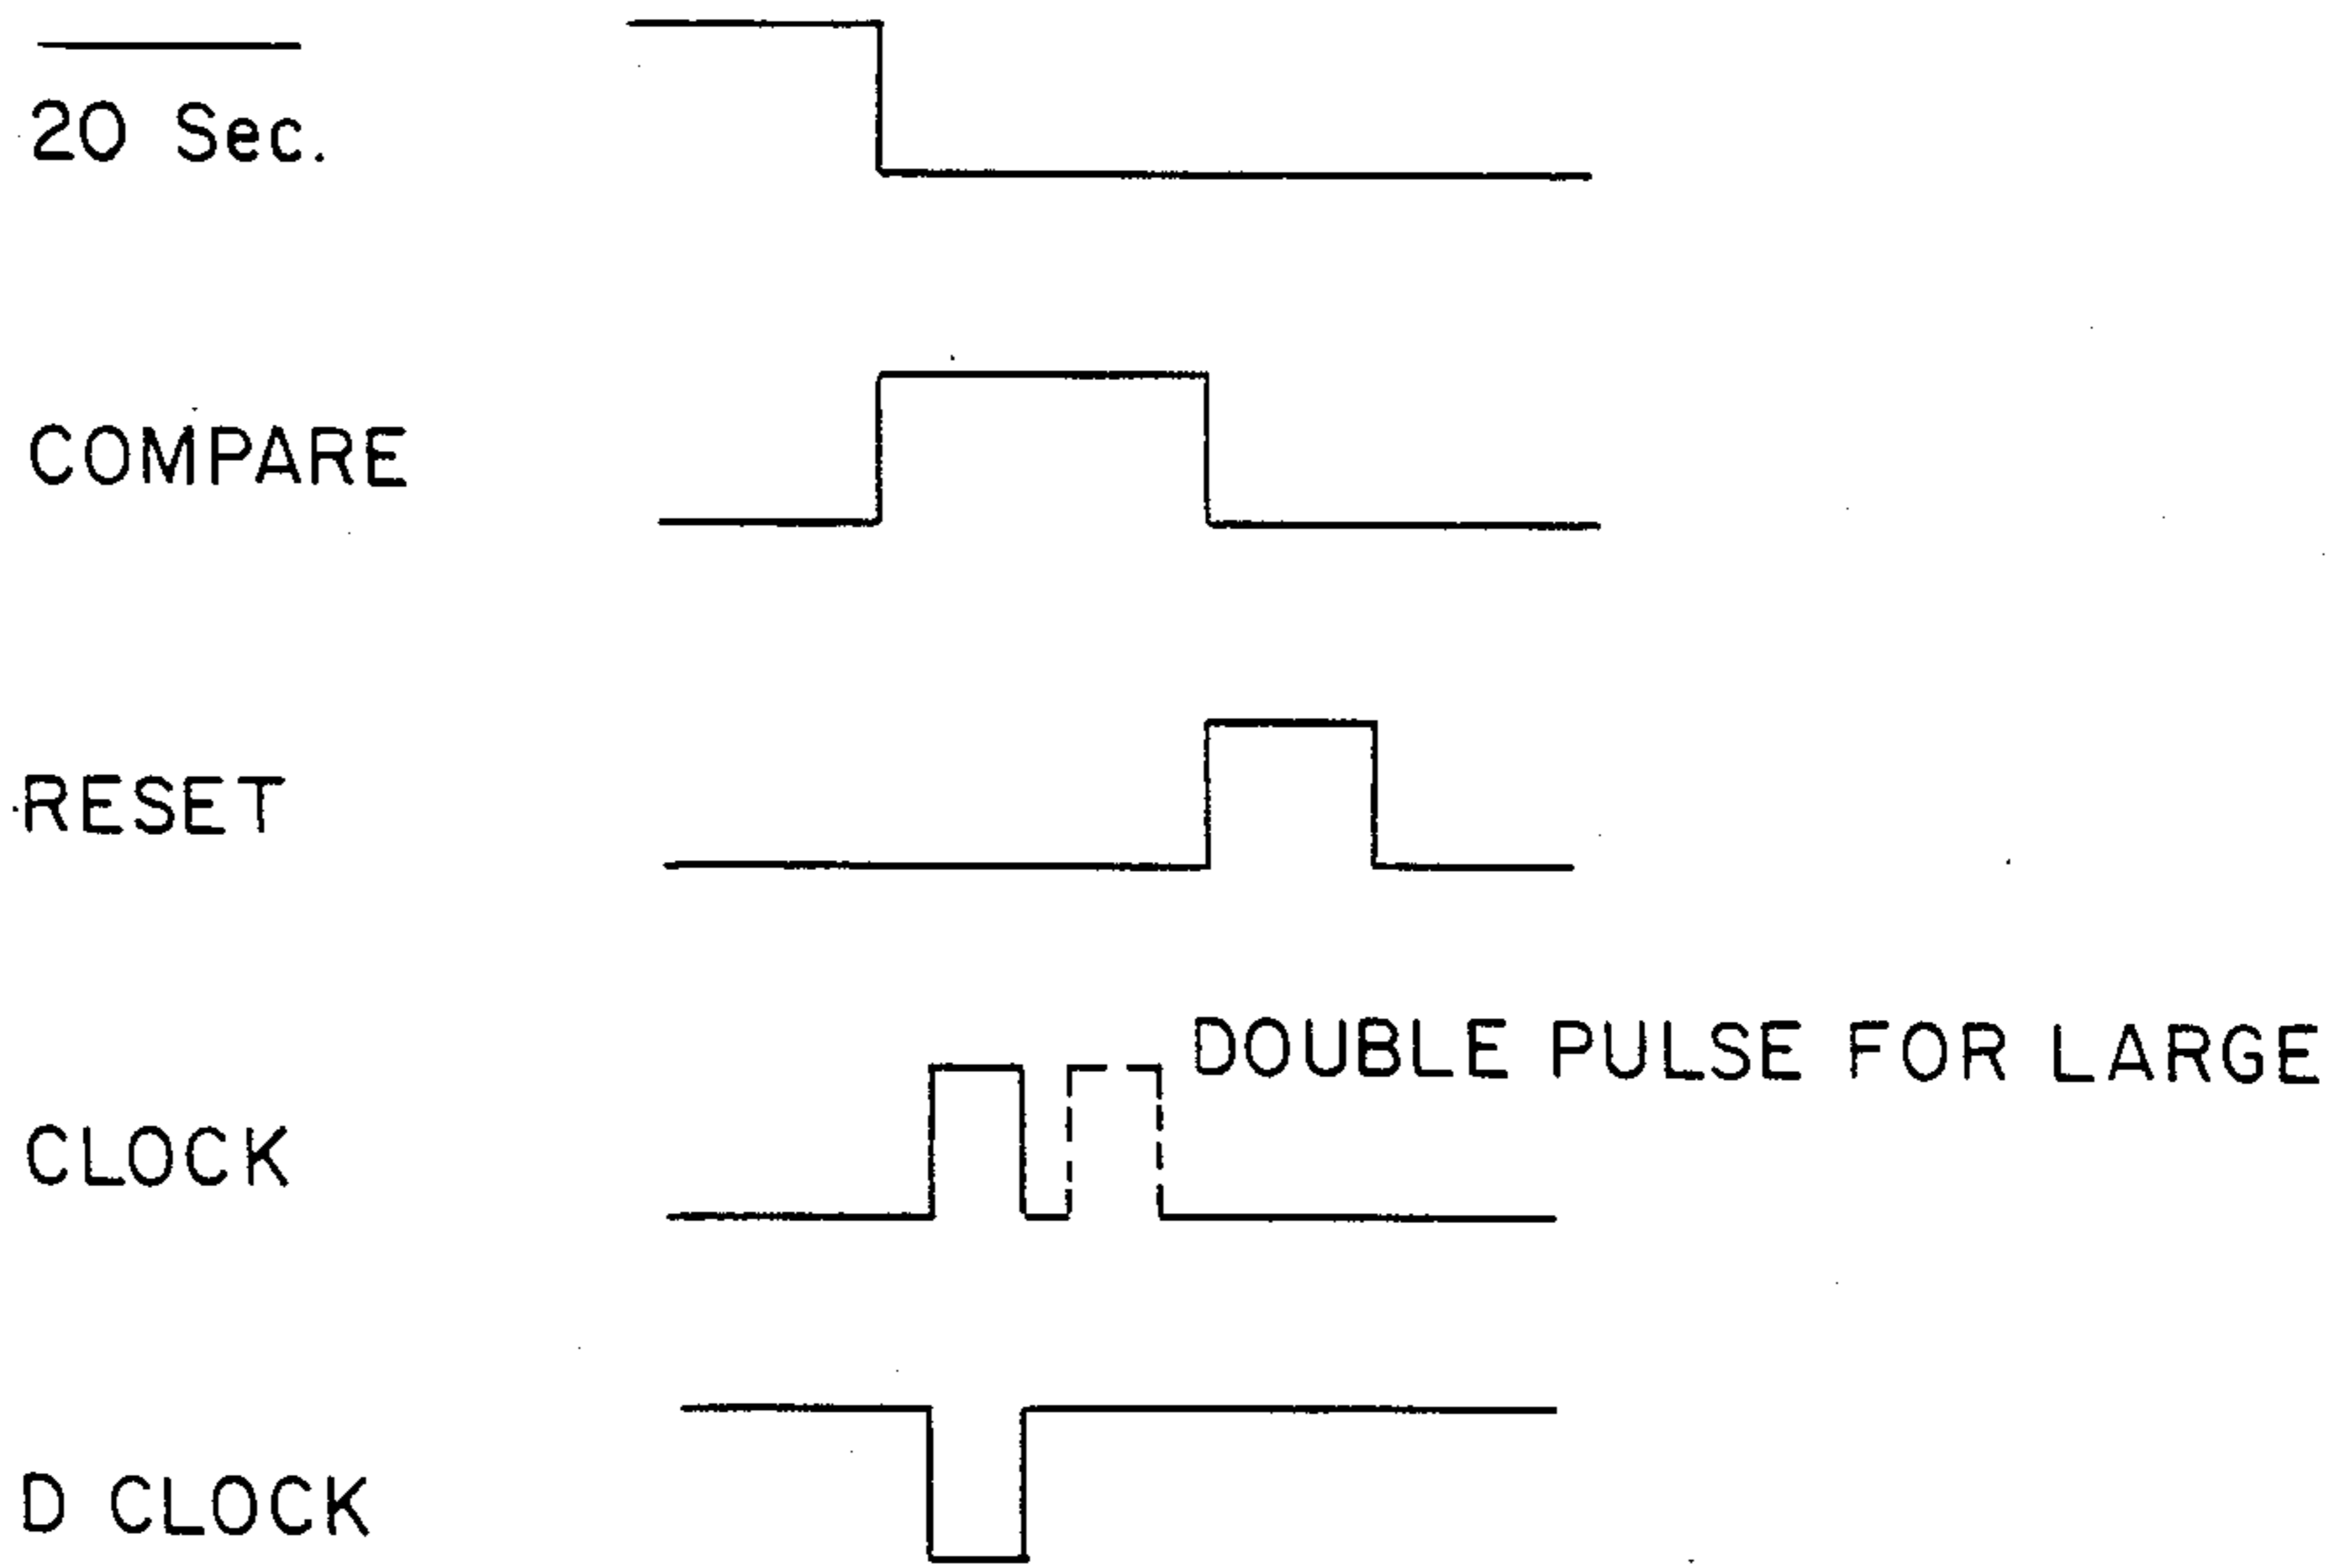 20 Sec.
COMPARE
RESET
DOUBLE PULSE FOR LARGE
CLOCK
D CLOCK